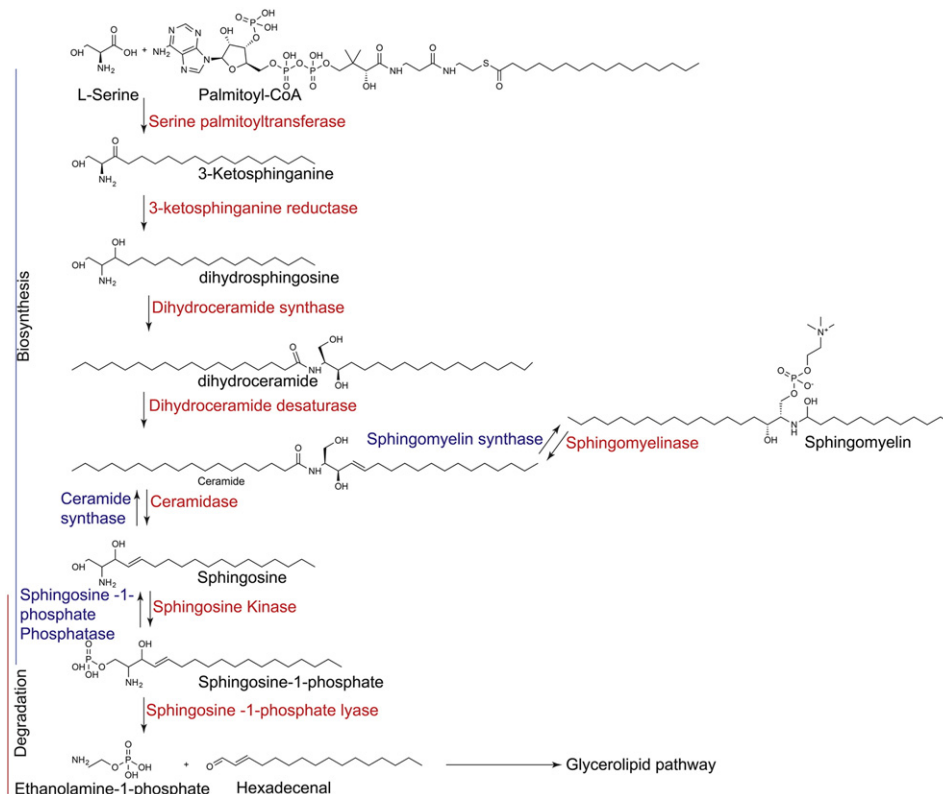 L-Serine
+
Palmitoyl-CoA
Serine palmitoyltransferase
3-Ketosphinganine
3-ketosphinganine reductase
dihydrosphingosine
Dihydroceramide synthase
dihydroceramide
Dihydroceramide desaturase
Ceramide
Sphingomyelin synthase
Sphingomyelinase
Sphingomyelin
Ceramide
synthase
Ceramidase
Sphingosine
Sphingosine -1-
phosphate
Phosphatase
Sphingosine Kinase
Sphingosine-1-phosphate
Sphingosine -1-phosphate lyase
Ethanolamine-1-phosphate
+
Hexadecenal
Glycerolipid pathway
Biosynthesis
Degradation